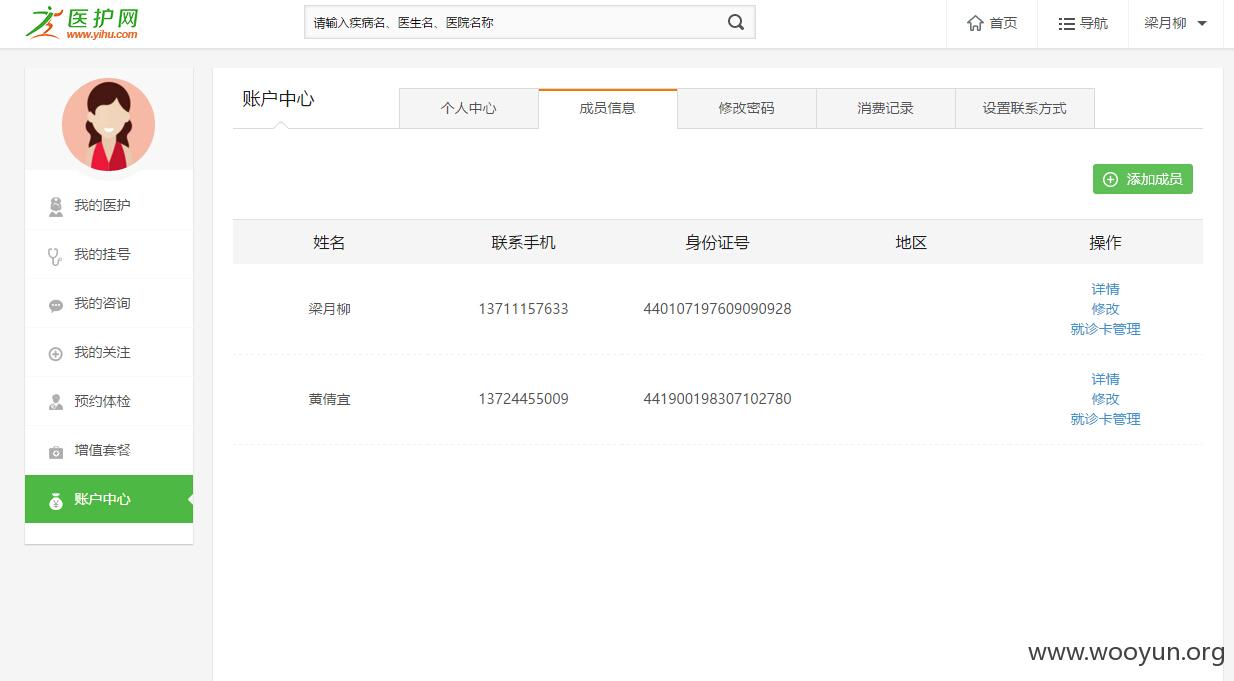 医护网
www.yihu.com
请输入疾病名、医生名、医院名称
首页
导航
梁月柳
账户中心
个人中心
成员信息
修改密码
消费记录
设置联系方式
添加成员
我的医护
我的挂号
我的咨询
我的关注
预约体检
增值套餐
账户中心
姓名 联系手机 身份证号 地区 操作
梁月柳 13711157633 440107197609090928
详情
修改
就诊卡管理
黄倩宜 13724455009 441900198307102780
详情
修改
就诊卡管理
www.wooyun.org